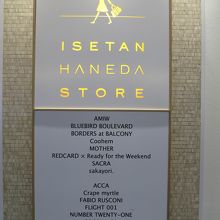 ISETAN
HANEDA
STORE
AMIW
BLUEBIRD BOULEVARD
BORDERS at BALCONY
Coohem
MOTHER
REDCARD × Ready for the Weekend
SACRA
sakayori.
ACCA
Crape myrtle
FABIO RUSCONI
FLIGHT 001
NUMBER TWENTY-ONE